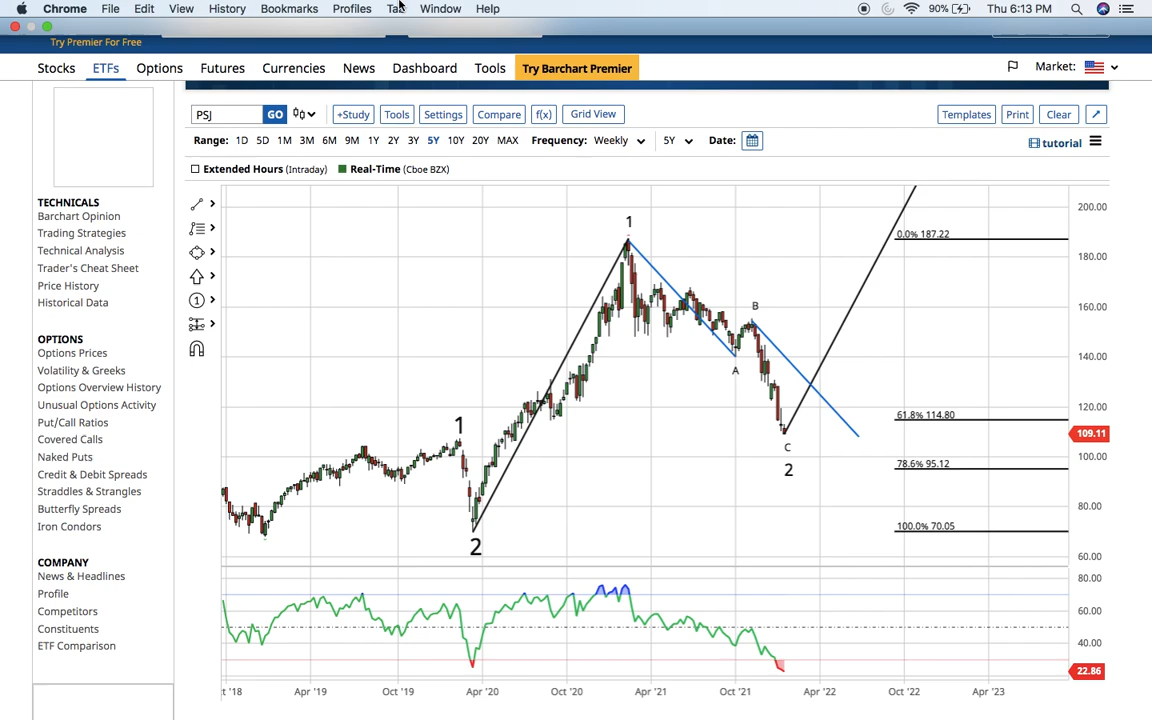 Chrome File Edit View History Bookmarks Profiles Tab Window Help 90% Thu 6:13 PM
Try Premier For Free
Stocks ETFs Options Futures Currencies News Dashboard Tools Try Barchart Premier Market:
PSJ GO +Study Tools Settings Compare f(x) Grid View Templates Print Clear
Range: 1D 5D 1M 3M 6M 9M 1Y 2Y 3Y 5Y 10Y 20Y MAX Frequency: Weekly 5Y Date: tutorial
Extended Hours (Intraday) Real-Time (Cboe BZX)
TECHNICALS
Barchart Opinion
Trading Strategies
Technical Analysis
Trader's Cheat Sheet
Price History
Historical Data
OPTIONS
Options Prices
Volatility & Greeks
Options Overview History
Unusual Options Activity
Put/Call Ratios
Covered Calls
Naked Puts
Credit & Debit Spreads
Straddles & Strangles
Butterfly Spreads
Iron Condors
COMPANY
News & Headlines
Profile
Competitors
Constituents
ETF Comparison
1
1
2
1
A
B
C
2
0.0% 187.22
61.8% 114.80
78.6% 95.12
100.0% 70.05
200.00
180.00
160.00
140.00
120.00
109.11
100.00
80.00
60.00
80.00
60.00
40.00
22.86
t '18 Apr '19 Oct '19 Apr '20 Oct '20 Apr '21 Oct '21 Apr '22 Oct '22 Apr '23